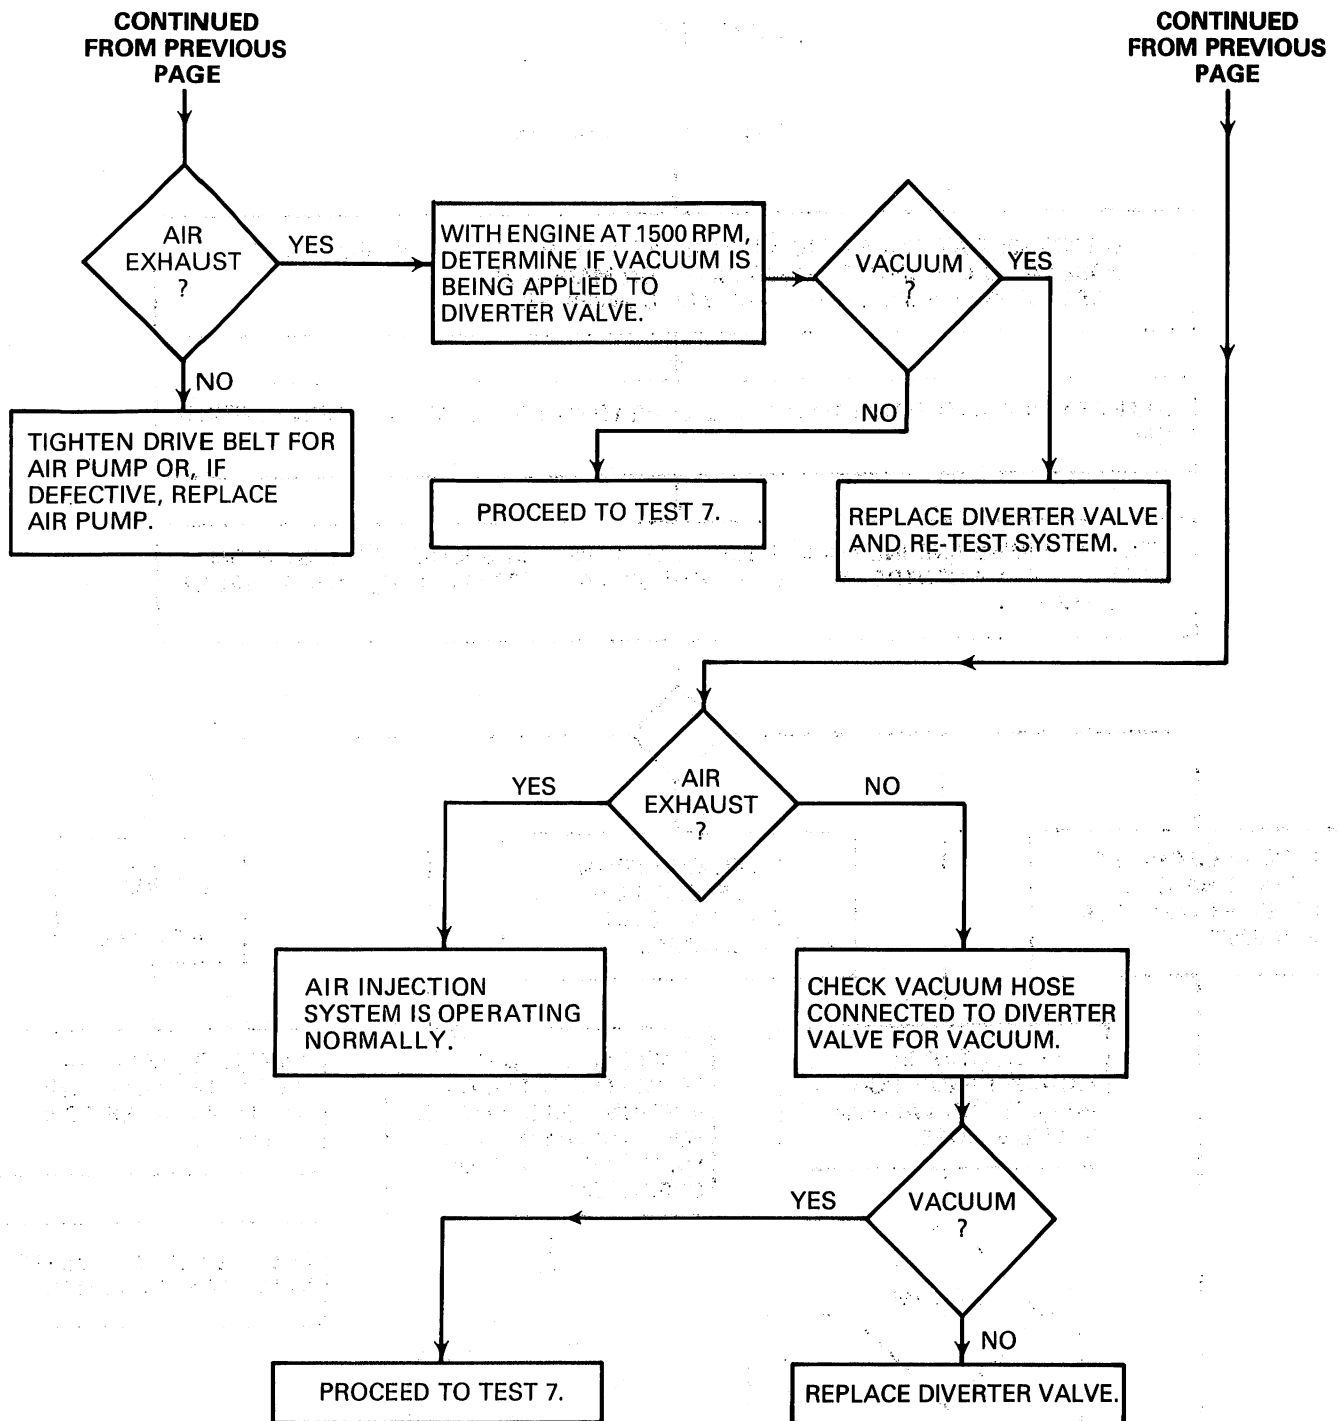 CONTINUED
FROM PREVIOUS
PAGE
CONTINUED
FROM PREVIOUS
PAGE
AIR
EXHAUST
?
YES
WITH ENGINE AT 1500 RPM,
DETERMINE IF VACUUM IS
BEING APPLIED TO
DIVERTER VALVE.
VACUUM
?
YES
NO
NO
TIGHTEN DRIVE BELT FOR
AIR PUMP OR, IF
DEFECTIVE, REPLACE
AIR PUMP.
PROCEED TO TEST 7.
REPLACE DIVERTER VALVE
AND RE-TEST SYSTEM.
AIR
EXHAUST
?
YES
NO
AIR INJECTION
SYSTEM IS OPERATING
NORMALLY.
CHECK VACUUM HOSE
CONNECTED TO DIVERTER
VALVE FOR VACUUM.
VACUUM
?
YES
NO
PROCEED TO TEST 7.
REPLACE DIVERTER VALVE.